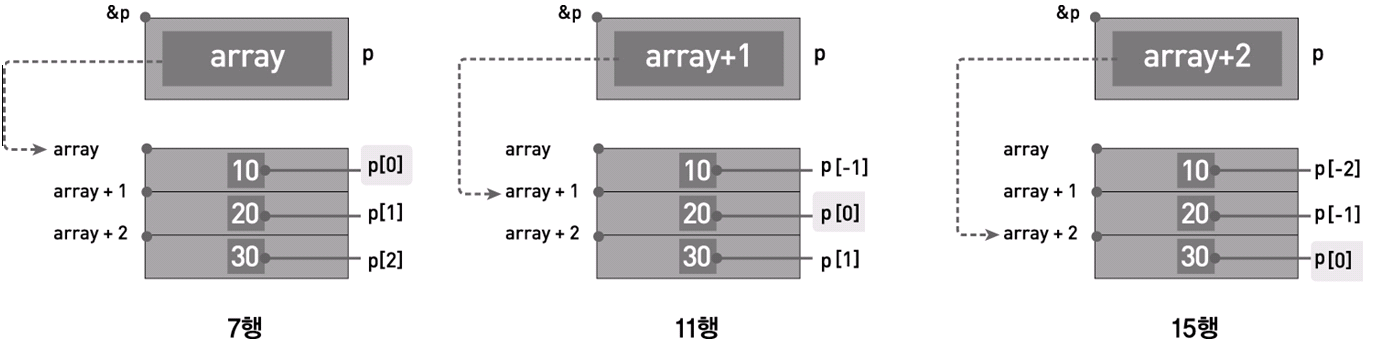 &p
array
p
array
10
p[0]
array + 1
20
p[1]
array + 2
30
p[2]
7행
&p
array+1
p
array
10
p[-1]
array + 1
20
p[0]
array + 2
30
p[1]
11행
&p
array+2
p
array
10
p[-2]
array + 1
20
p[-1]
array + 2
30
p[0]
15행